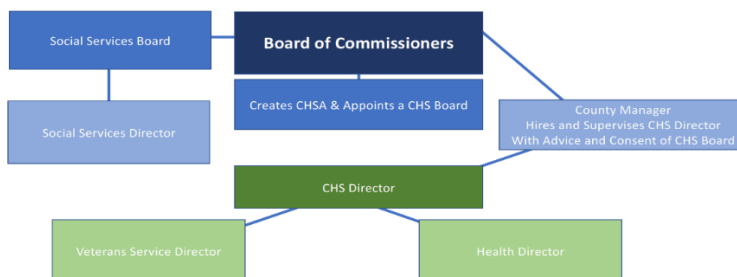 Social Services Board
Board of Commissioners
Creates CHSA & Appoints a CHS Board
Social Services Director
County Manager
Hires and Supervises CHS Director
With Advice and Consent of CHS Board
CHS Director
Veterans Service Director
Health Director